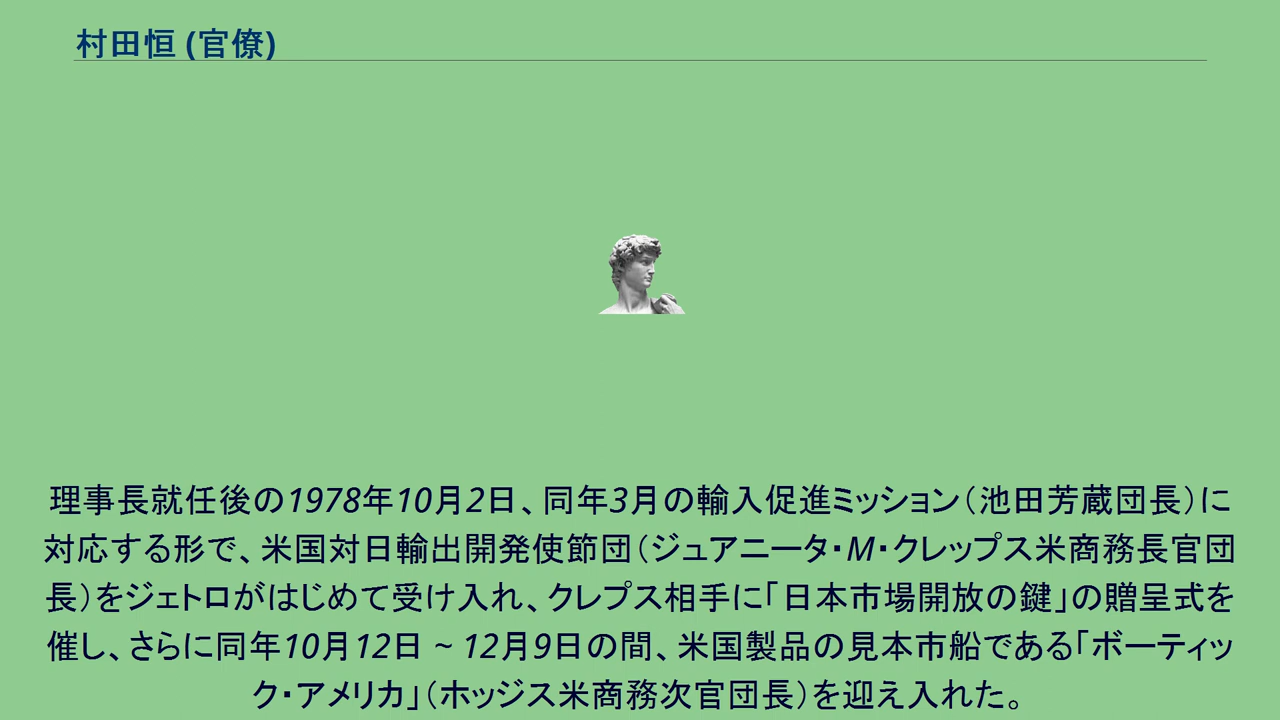 村田恒 (官僚)
理事長就任後の1978年10月2日、同年3月の輸入促進ミッション（池田芳蔵団長）に
対応する形で、米国対日輸出開発使節団（ジュアニータ・M・クレップス米商務長官団
長）をジェトロがはじめて受け入れ、クレプス相手に「日本市場開放の鍵」の贈呈式を
催し、さらに同年10月12日 ~ 12月9日の間、米国製品の見本市船である「ボーティッ
ク・アメリカ」（ホッジス米商務次官団長）を迎え入れた。